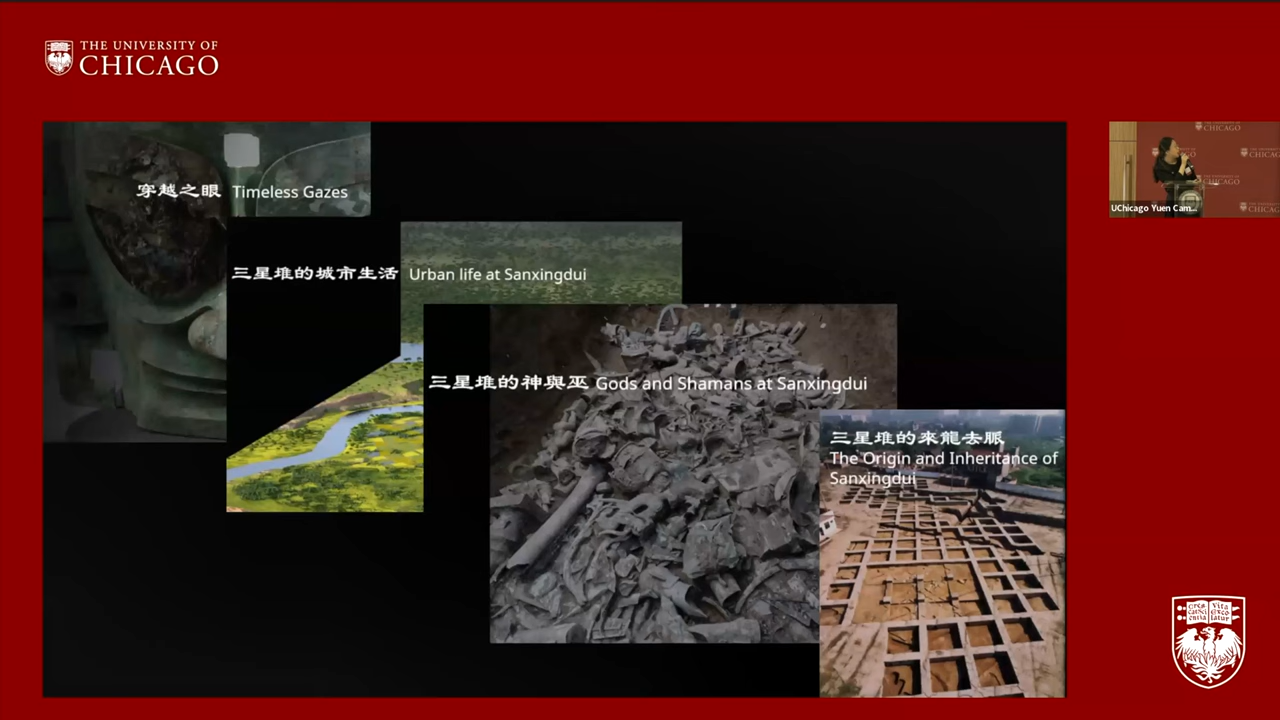 THE UNIVERSITY OF
CHICAGO
穿越之眼 Timeless Gazes
三星堆的城市生活 Urban life at Sanxingdui
三星堆的神與巫 Gods and Shamans at Sanxingdui
三星堆的來龍去脈
The Origin and Inheritance of
Sanxingdui
UChicago Yuen Cam...